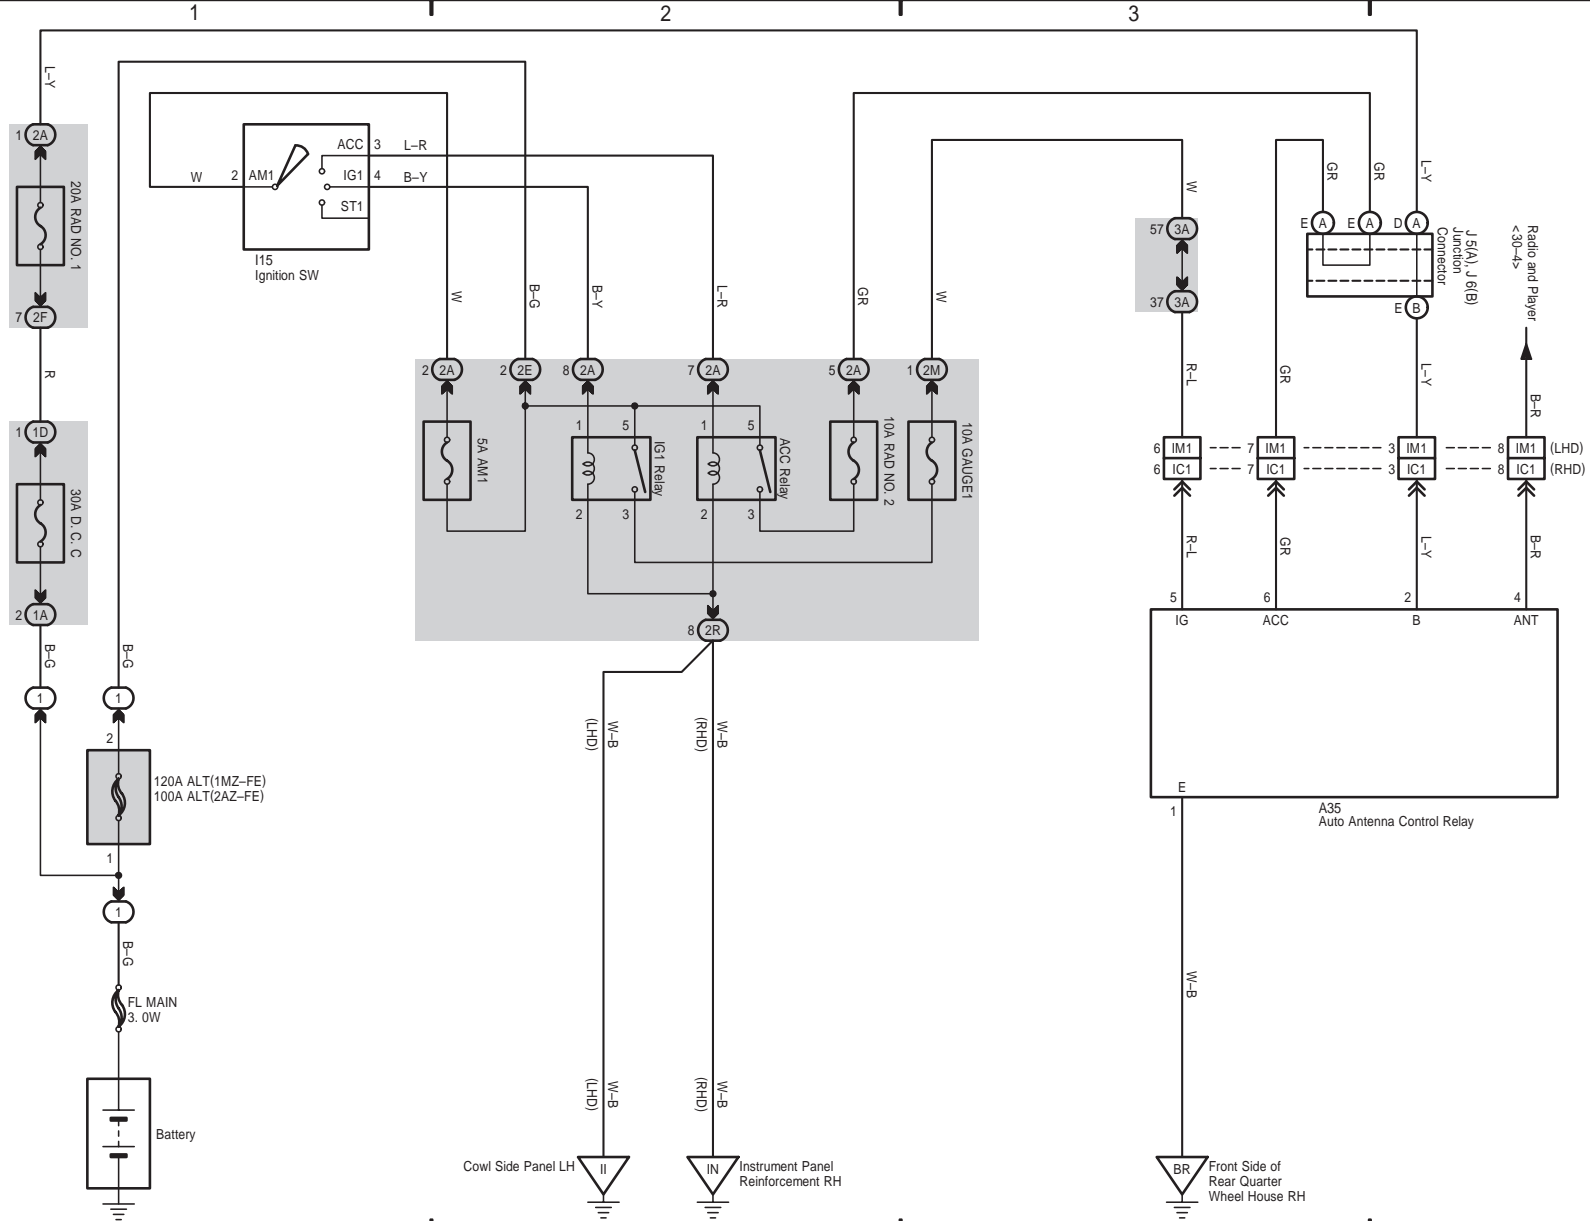 1
2
3
L–Y
1 2A
20A RAD NO. 1
7 2F
R
1 1D
30A D. C. C
2 1A
B–G
1
B–G
1
2
120A ALT(1MZ–FE)
100A ALT(2AZ–FE)
1
1
B–G
FL MAIN
3. 0W
Battery
W
2 AM1
ACC 3 L–R
IG1 4 B–Y
ST1
I15
Ignition SW
W
B–G
B–Y
L–R
GR
W
2 2A
2 2E
8 2A
7 2A
5 2A
1 2M
5A AM1
1 5
IG1 Relay
2 3
1 5
ACC Relay
2 3
10A RAD NO. 2
10A GAUGE1
8 2R
W–B
(LHD)
W–B
(RHD)
W–B
(LHD)
W–B
(RHD)
Cowl Side Panel LH
II
IN
Instrument Panel
Reinforcement RH
W
57 3A
37 3A
GR
GR
L–Y
E A
E A
D A
J 5(A), J 6(B)
Junction
Connector
E B
Radio and Player
<30–4>
R–L
GR
L–Y
B–R
6 IM1
7 IM1
3 IM1
8 IM1 (LHD)
6 IC1
7 IC1
3 IC1
8 IC1 (RHD)
R–L
GR
L–Y
B–R
5
6
2
4
IG
ACC
B
ANT
E
1
A35
Auto Antenna Control Relay
W–B
BR
Front Side of
Rear Quarter
Wheel House RH